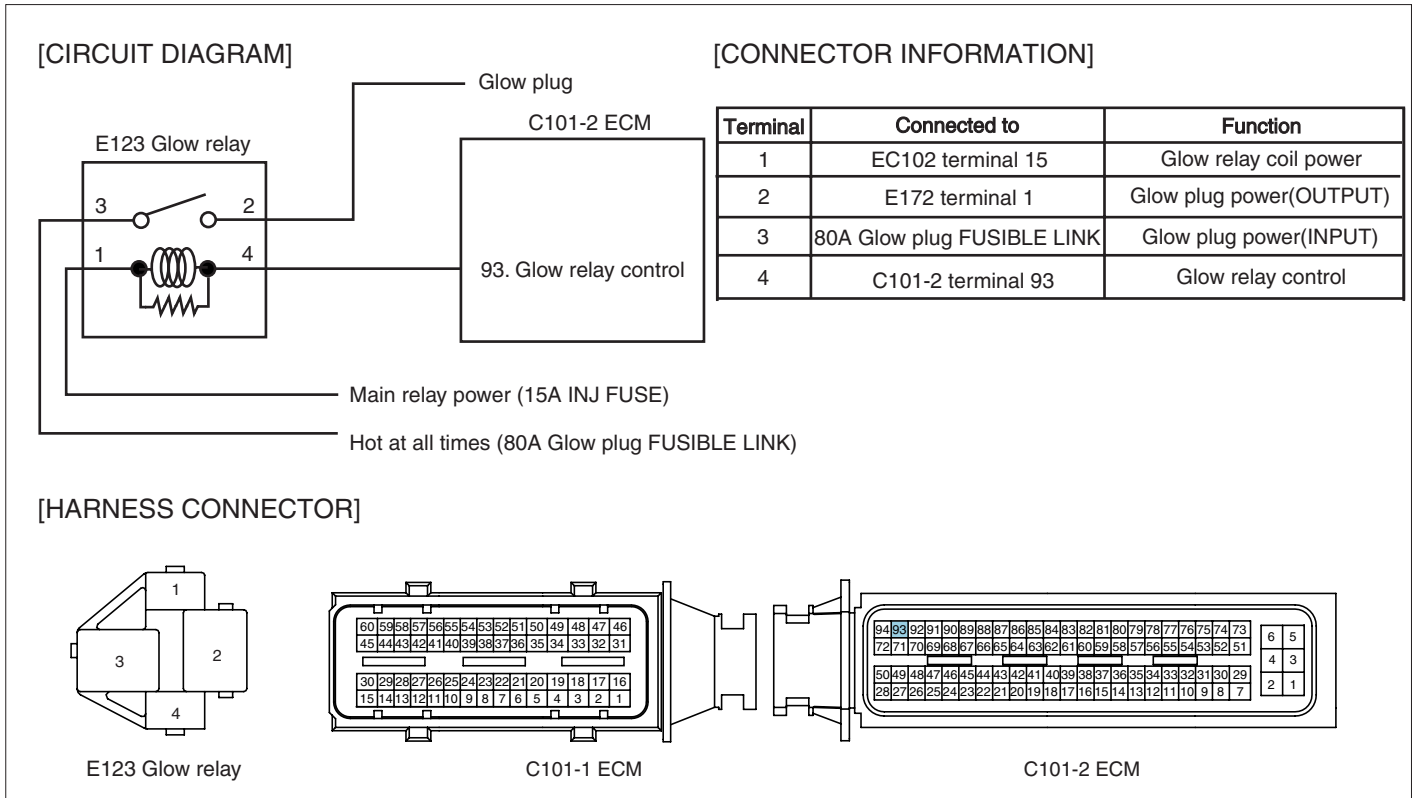 [CIRCUIT DIAGRAM]
Glow plug
C101-2 ECM
E123 Glow relay
3 2
1 4
93. Glow relay control
Main relay power (15A INJ FUSE)
Hot at all times (80A Glow plug FUSIBLE LINK)
[CONNECTOR INFORMATION]
Terminal Connected to Function
1 EC102 terminal 15 Glow relay coil power
2 E172 terminal 1 Glow plug power(OUTPUT)
3 80A Glow plug FUSIBLE LINK Glow plug power(INPUT)
4 C101-2 terminal 93 Glow relay control
[HARNESS CONNECTOR]
1
3 2
4
E123 Glow relay
60 59 58 57 56 55 54 53 52 51 50 49 48 47 46
45 44 43 42 41 40 39 38 37 36 35 34 33 32 31
30 29 28 27 26 25 24 23 22 21 20 19 18 17 16
15 14 13 12 11 10 9 8 7 6 5 4 3 2 1
C101-1 ECM
94 93 92 91 90 89 88 87 86 85 84 83 82 81 80 79 78 77 76 75 74 73
72 71 70 69 68 67 66 65 64 63 62 61 60 59 58 57 56 55 54 53 52 51
50 49 48 47 46 45 44 43 42 41 40 39 38 37 36 35 34 33 32 31 30 29
28 27 26 25 24 23 22 21 20 19 18 17 16 15 14 13 12 11 10 9 8 7
6 5
4 3
2 1
C101-2 ECM